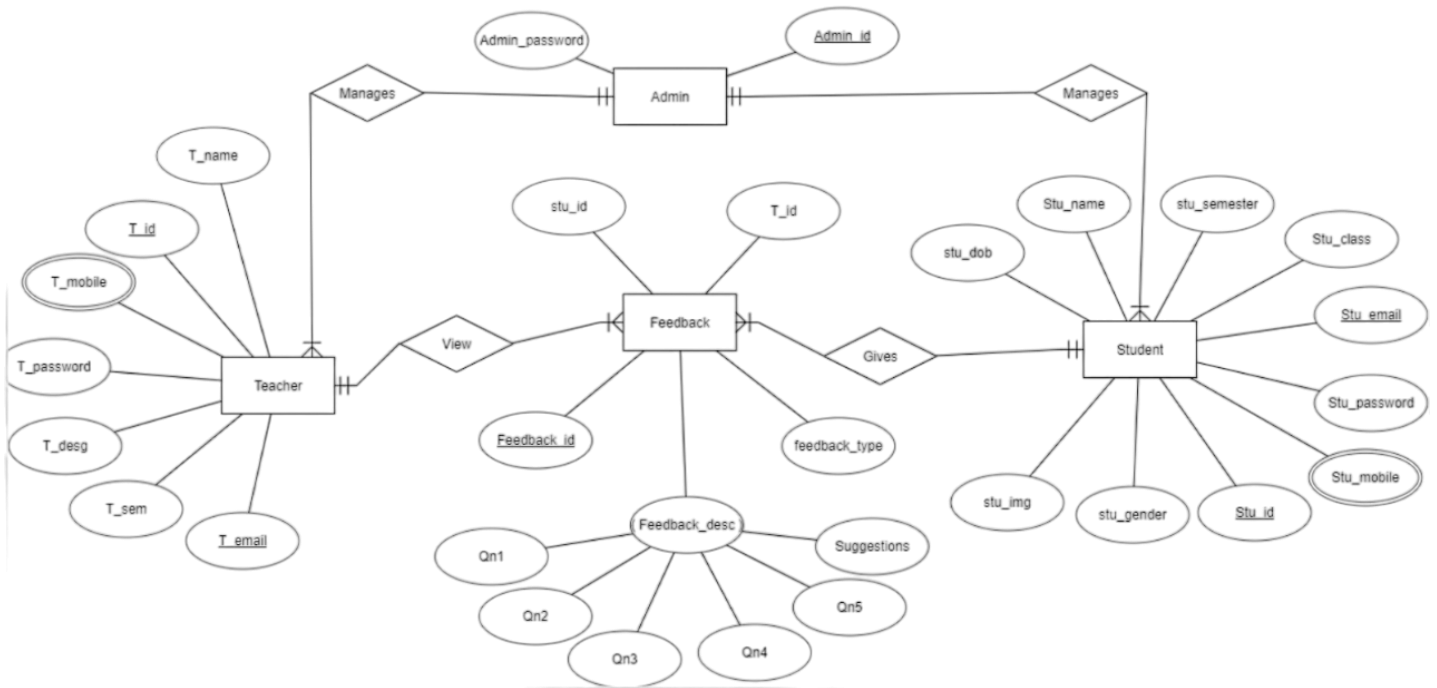 Admin_password
Admin_id
Manages
Admin
Manages
T_name
T_id
T_mobile
T_password
T_desg
T_sem
T_email
Teacher
View
stu_id
T_id
Feedback
Feedback_id
feedback_type
Feedback_desc
Qn1
Qn2
Qn3
Qn4
Qn5
Suggestions
Gives
Student
stu_dob
Stu_name
stu_semester
Stu_class
Stu_email
Stu_password
Stu_mobile
Stu_id
stu_gender
stu_img